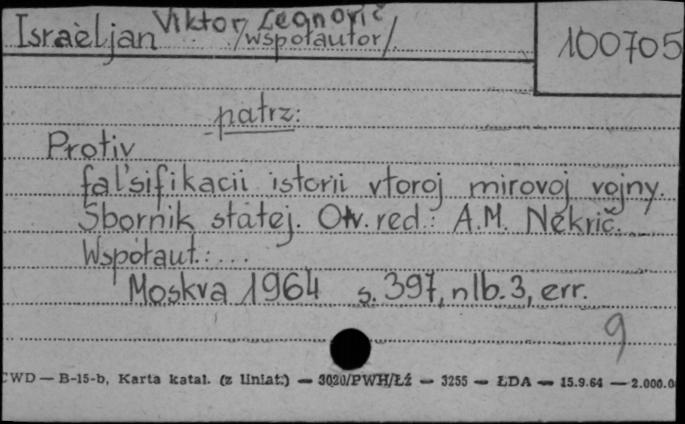 Israèljan Viktor Leonovič
/współautor/
100705
patrz:
Protiv
fal'sifikacii istorii vtoroj mirovoj vojny.
Sbornik statej. Otv. red.: A.M. Nekrič.
Współaut.: ...
Moskva 1964 s. 397, nlb. 3, err.
9
CWD — B-15-b, Karta katal. (z liniat.) — 3020/PWH/Łź — 3255 — ŁDA — 15.9.64 — 2.000.0